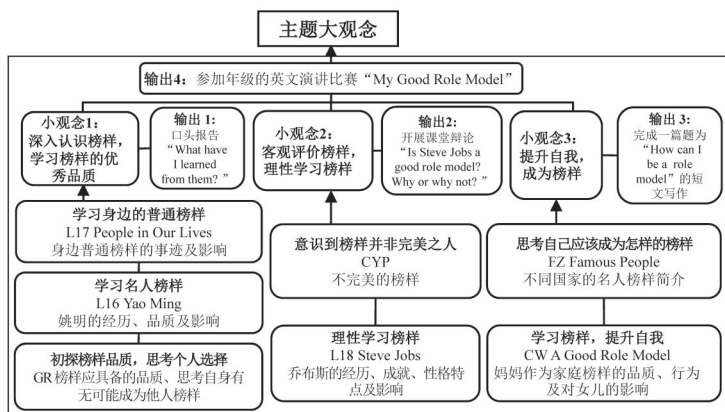 主题大观念
输出4：参加年级的英文演讲比赛“My Good Role Model”
小观念1：
深入认识榜样，
学习榜样的优
秀品质
输出 1：
口头报告
“What have
I learned
from them? ”
小观念2：
客观评价榜样，
理性学习榜样
输出2：
开展课堂辩论
“Is Steve Jobs a
good role model?
Why or why not? ”
小观念3：
提升自我，
成为榜样
输出 3：
完成一篇题为
“How can I
be a role
model”的短
文写作
学习身边的普通榜样
L17 People in Our Lives
身边普通榜样的事迹及影响
学习名人榜样
L16 Yao Ming
姚明的经历、品质及影响
初探榜样品质，思考个人选择
GR 榜样应具备的品质、思考自身有
无可能成为他人榜样
意识到榜样并非完美之人
CYP
不完美的榜样
理性学习榜样
L18 Steve Jobs
乔布斯的经历、成就、性格特
点及影响
思考自己应该成为怎样的榜样
FZ Famous People
不同国家的名人榜样简介
学习榜样，提升自我
CW A Good Role Model
妈妈作为家庭榜样的品质、行为
及对女儿的影响